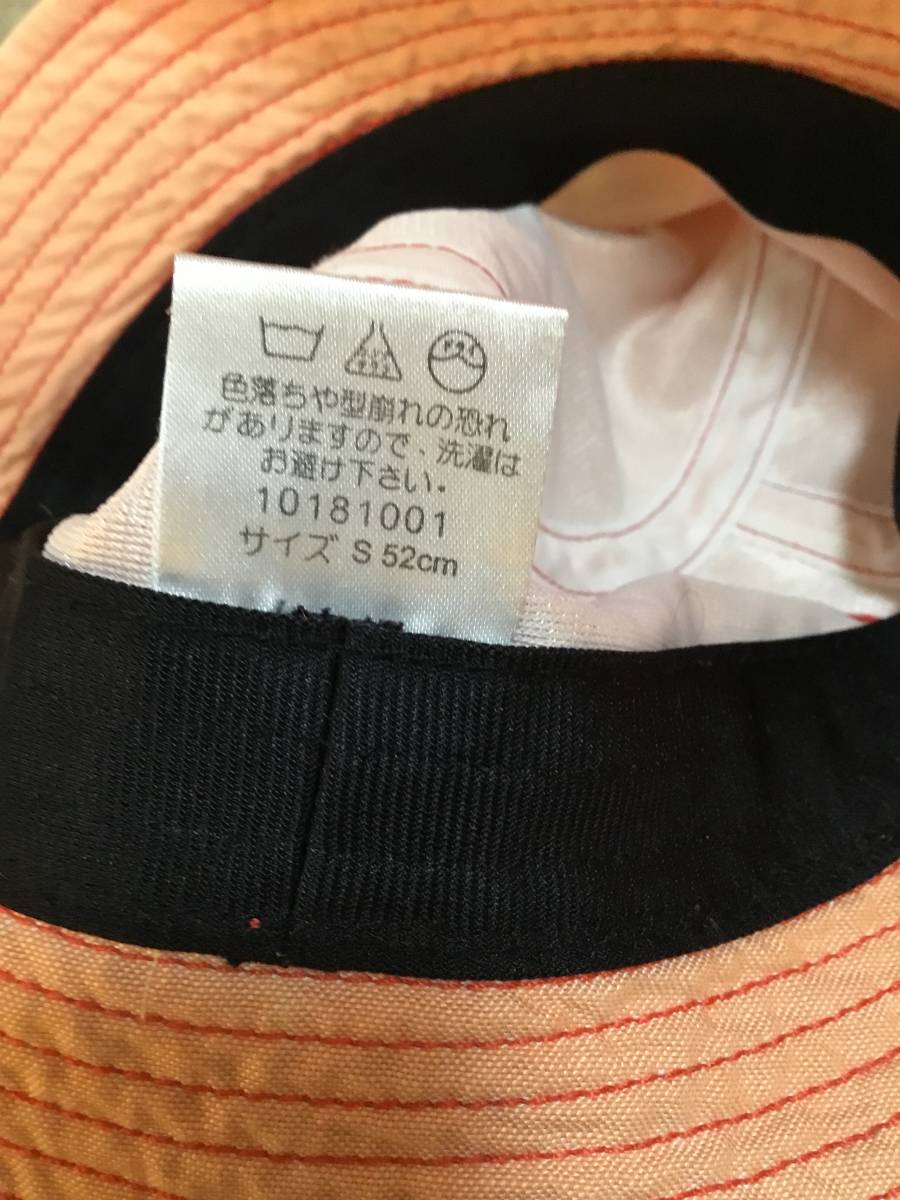 色落ちや型崩れの恐れ
がありますので、洗濯は
お避け下さい.
10181001
サイズ S 52cm